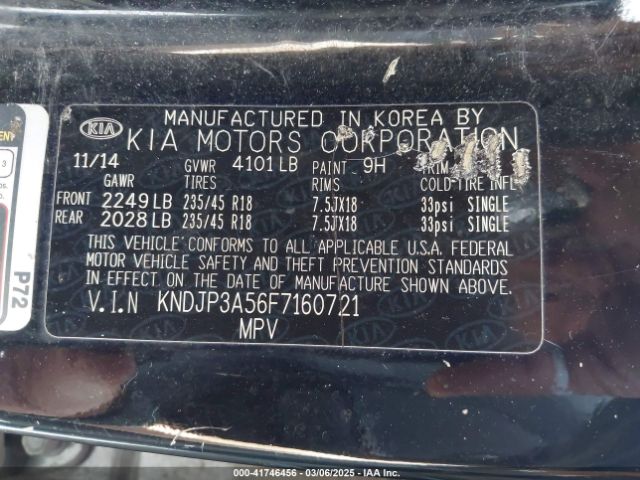 MANUFACTURED IN KOREA BY
KIA KIA MOTORS CORPORATION
11/14 GVWR 4101 LB PAINT 9H TRIM
GAWR TIRES RIMS COLD TIRE INFL
FRONT 2249 LB 235/45 R18 7.5JX18 33psi SINGLE
REAR 2028 LB 235/45 R18 7.5JX18 33psi SINGLE
THIS VEHICLE CONFORMS TO ALL APPLICABLE U.S.A. FEDERAL
MOTOR VEHICLE SAFETY AND THEFT PREVENTION STANDARDS
IN EFFECT ON THE DATE OF MANUFACTURE SHOWN ABOVE.
V.I.N KNDJP3A56F7160721
MPV
P72
000-41746456 - 03/06/2025 - IAA Inc.